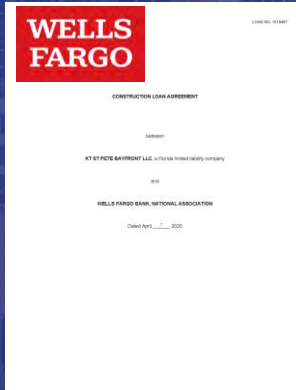 WELLS
FARGO
LOAN NO.
CONSTRUCTION LOAN AGREEMENT
between
KT ST PETE BAYFRONT LLC, a Florida limited liability company
and
WELLS FARGO BANK, NATIONAL ASSOCIATION
Dated April 7, 2020